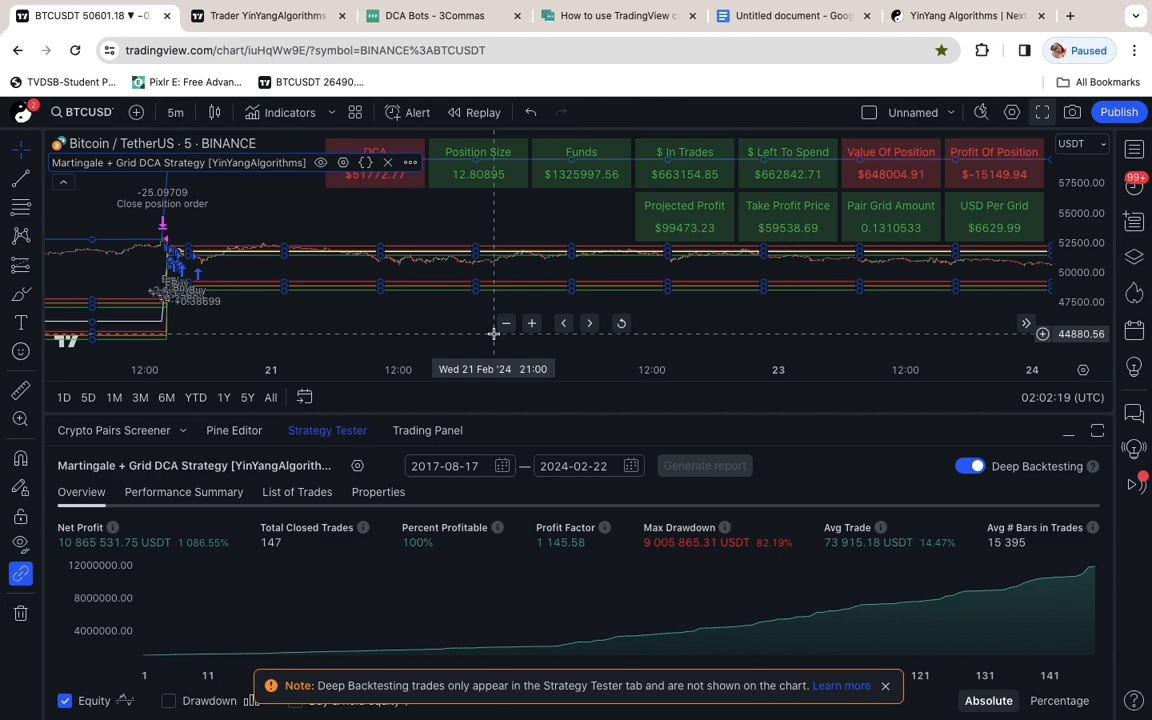 BTCUSDT 50601.18 ▼ −0.
Trader YinYangAlgorithms
DCA Bots - 3Commas
How to use TradingView c
Untitled document - Goog
YinYang Algorithms | Next
tradingview.com/chart/iuHqWw9E/?symbol=BINANCE%3ABTCUSDT
Paused
TVDSB-Student P...
Pixlr E: Free Advan...
BTCUSDT 26490....
All Bookmarks
2
BTCUSDT
5m
Indicators
Alert
Replay
Unnamed
Publish
Bitcoin / TetherUS · 5 · BINANCE
Martingale + Grid DCA Strategy [YinYangAlgorithms]
DCA
$51772.77
Position Size
12.80895
Funds
$1325997.56
$ In Trades
$663154.85
$ Left To Spend
$662842.71
Value Of Position
$648004.91
Profit Of Position
$-15149.94
Projected Profit
$99473.23
Take Profit Price
$59538.69
Pair Grid Amount
0.1310533
USD Per Grid
$6629.99
USDT
57500.00
55000.00
52500.00
50000.00
47500.00
44880.56
99+
-25.09709
Close position order
+0.38699
12:00
21
12:00
Wed 21 Feb '24 21:00
12:00
23
12:00
24
1D
5D
1M
3M
6M
YTD
1Y
5Y
All
02:02:19 (UTC)
Crypto Pairs Screener
Pine Editor
Strategy Tester
Trading Panel
Martingale + Grid DCA Strategy [YinYangAlgorith...
2017-08-17
—
2024-02-22
Generate report
Deep Backtesting
Overview
Performance Summary
List of Trades
Properties
Net Profit
10 865 531.75 USDT 1 086.55%
Total Closed Trades
147
Percent Profitable
100%
Profit Factor
1 145.58
Max Drawdown
9 005 865.31 USDT 82.19%
Avg Trade
73 915.18 USDT 14.47%
Avg # Bars in Trades
15 395
12000000.00
8000000.00
4000000.00
1
11
121
131
141
Note: Deep Backtesting trades only appear in the Strategy Tester tab and are not shown on the chart. Learn more
Equity
Drawdown
Absolute
Percentage